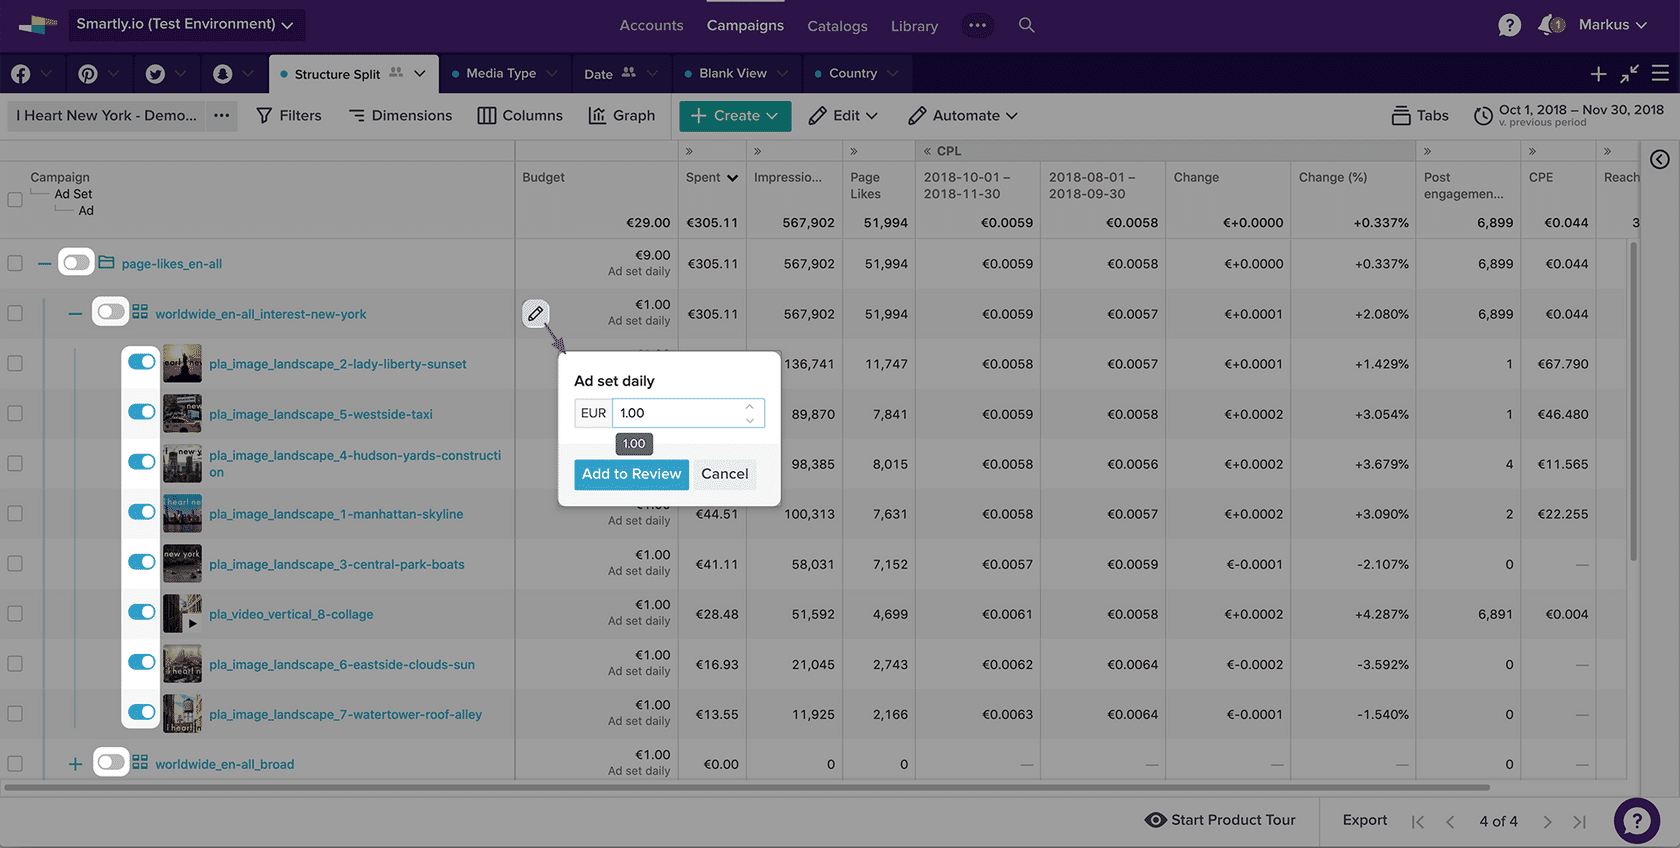 Smartly.io (Test Environment)
Accounts
Campaigns
Catalogs
Library
1
Markus
Structure Split
Media Type
Date
Blank View
Country
I Heart New York - Demo...
Filters
Dimensions
Columns
Graph
Create
Edit
Automate
Tabs
Oct 1, 2018 – Nov 30, 2018
v. previous period
Campaign
Ad Set
Ad
Budget
Spent
Impressio...
Page
Likes
CPL
2018-10-01 –
2018-11-30
2018-08-01 –
2018-09-30
Change
Change (%)
Post
engagemen...
CPE
Reach
€29.00 €305.11 567,902 51,994 €0.0059 €0.0058 €+0.0000 +0.337% 6,899 €0.044 3
page-likes_en-all
€9.00
Ad set daily
€305.11 567,902 51,994 €0.0059 €0.0058 €+0.0000 +0.337% 6,899 €0.044
worldwide_en-all_interest-new-york
€1.00
Ad set daily
€305.11 567,902 51,994 €0.0059 €0.0057 €+0.0001 +2.080% 6,899 €0.044
pla_image_landscape_2-lady-liberty-sunset
136,741 11,747 €0.0058 €0.0057 €+0.0001 +1.429% 1 €67.790
Ad set daily
EUR 1.00
1.00
Add to Review
Cancel
pla_image_landscape_5-westside-taxi
89,870 7,841 €0.0059 €0.0058 €+0.0002 +3.054% 1 €46.480
pla_image_landscape_4-hudson-yards-constructi
on
98,385 8,015 €0.0058 €0.0056 €+0.0002 +3.679% 4 €11.565
i heart ne
pla_image_landscape_1-manhattan-skyline
Ad set daily
€44.51 100,313 7,631 €0.0058 €0.0057 €+0.0002 +3.090% 2 €22.255
new york
pla_image_landscape_3-central-park-boats
€1.00
Ad set daily
€41.11 58,031 7,152 €0.0057 €0.0059 €-0.0001 -2.107% 0 —
pla_video_vertical_8-collage
€1.00
Ad set daily
€28.48 51,592 4,699 €0.0061 €0.0058 €+0.0002 +4.287% 6,891 €0.004
pla_image_landscape_6-eastside-clouds-sun
€1.00
Ad set daily
€16.93 21,045 2,743 €0.0062 €0.0064 €-0.0002 -3.592% 0 —
pla_image_landscape_7-watertower-roof-alley
€1.00
Ad set daily
€13.55 11,925 2,166 €0.0063 €0.0064 €-0.0001 -1.540% 0 —
worldwide_en-all_broad
€1.00
Ad set daily
€0.00 0 0 — — — — 0 —
Start Product Tour
Export
4 of 4